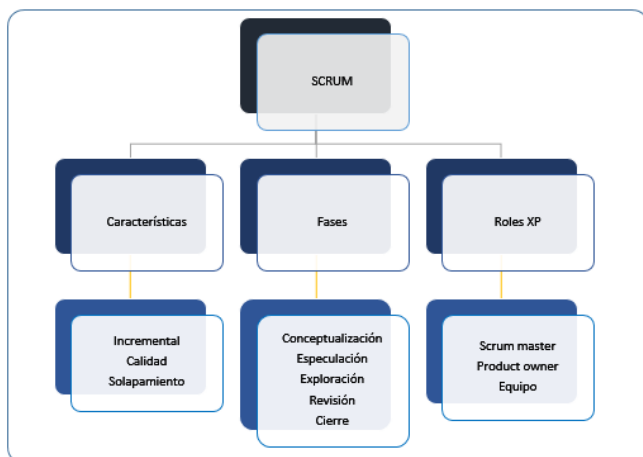 SCRUM
Características
Fases
Roles XP
Incremental
Calidad
Solapamiento
Conceptualización
Especulación
Exploración
Revisión
Cierre
Scrum master
Product owner
Equipo